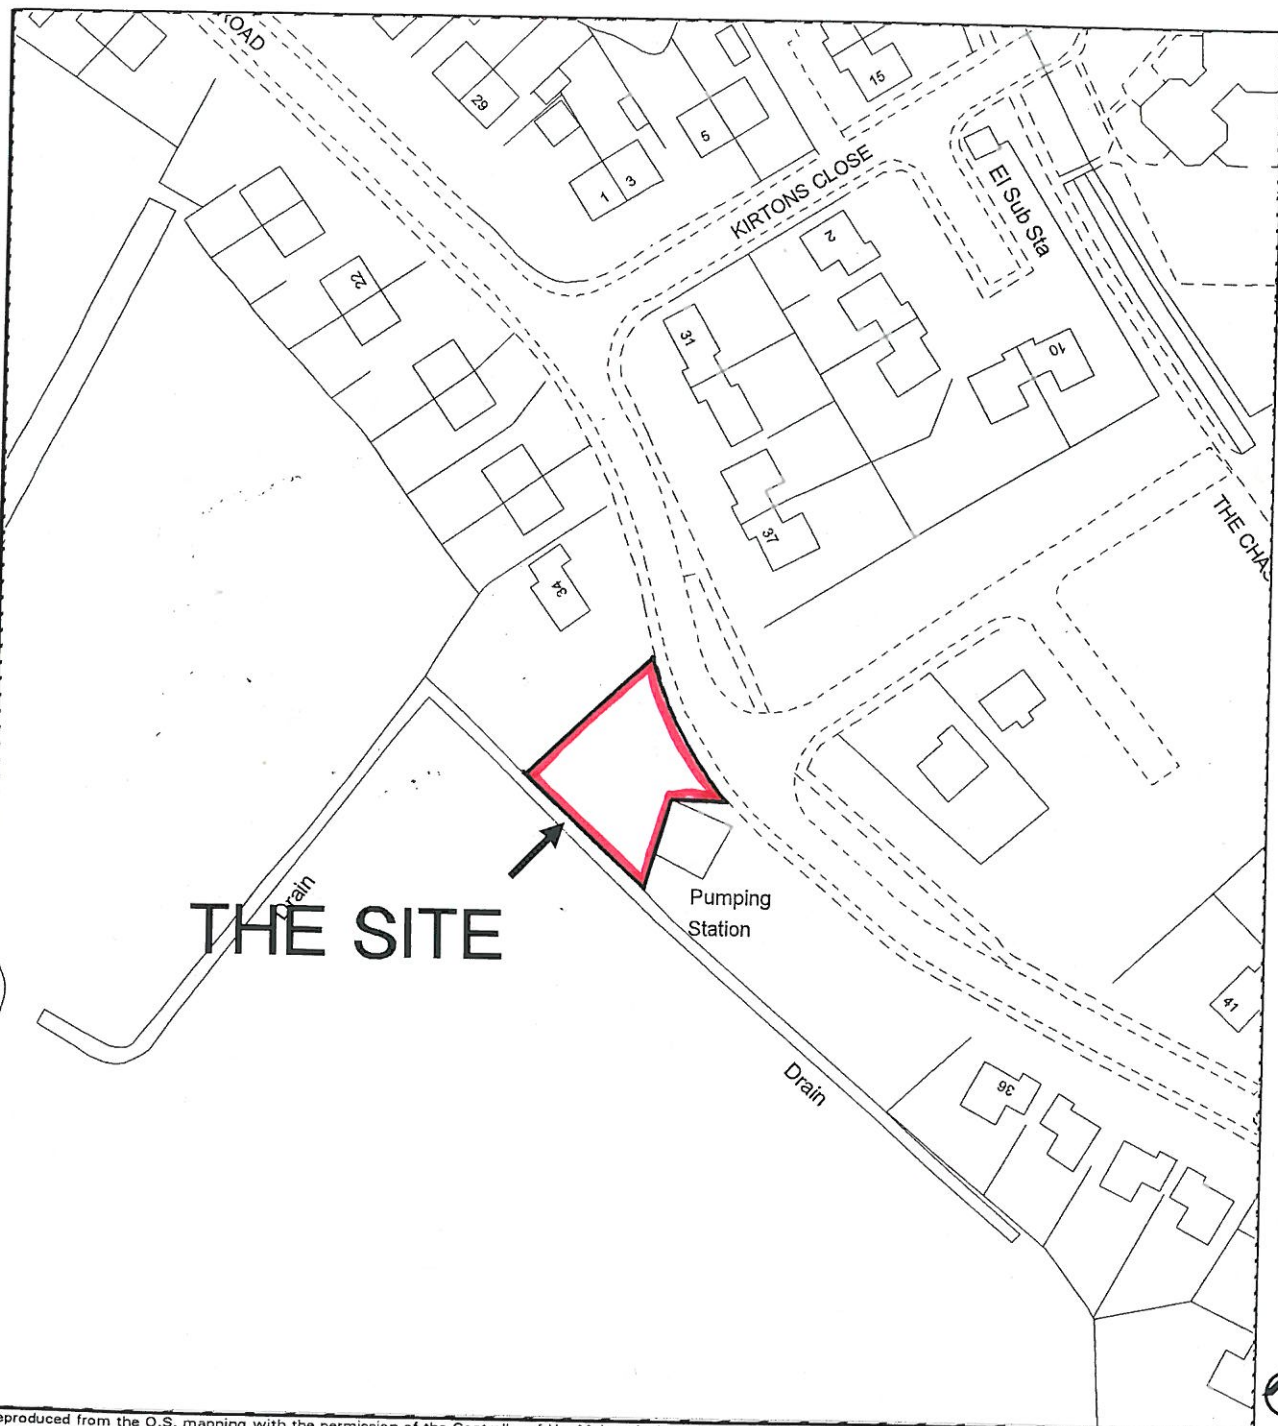 ROAD
29
15
5
1
3
KIRTONS CLOSE
El Sub Sta
2
22
31
10
37
THE CHAS
34
Drain
THE SITE
Pumping
Station
41
Drain
36
eproduced from the O.S. mapping with the permission of the